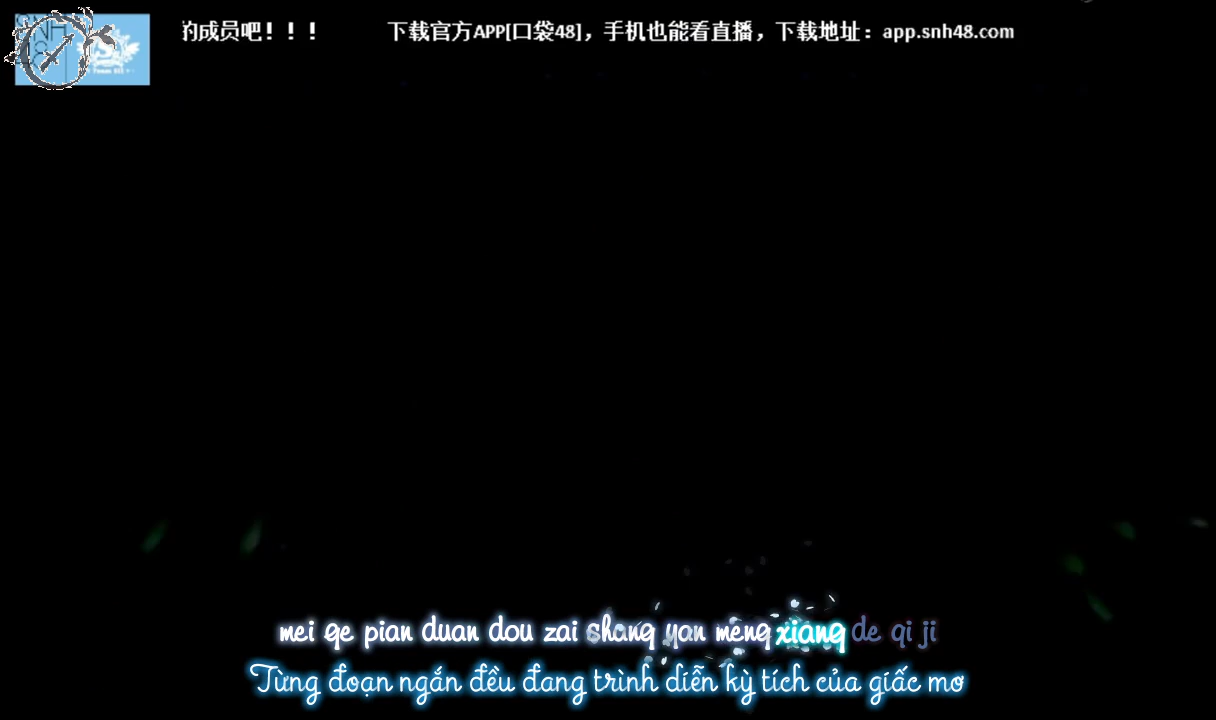 的成员吧！！！ 下载官方APP[口袋48]，手机也能看直播，下载地址：app.snh48.com
mei ge pian duan dou zai shang yan meng xiang de qi ji
Từng đoạn ngắn đều đang trình diễn kỳ tích của giấc mơ